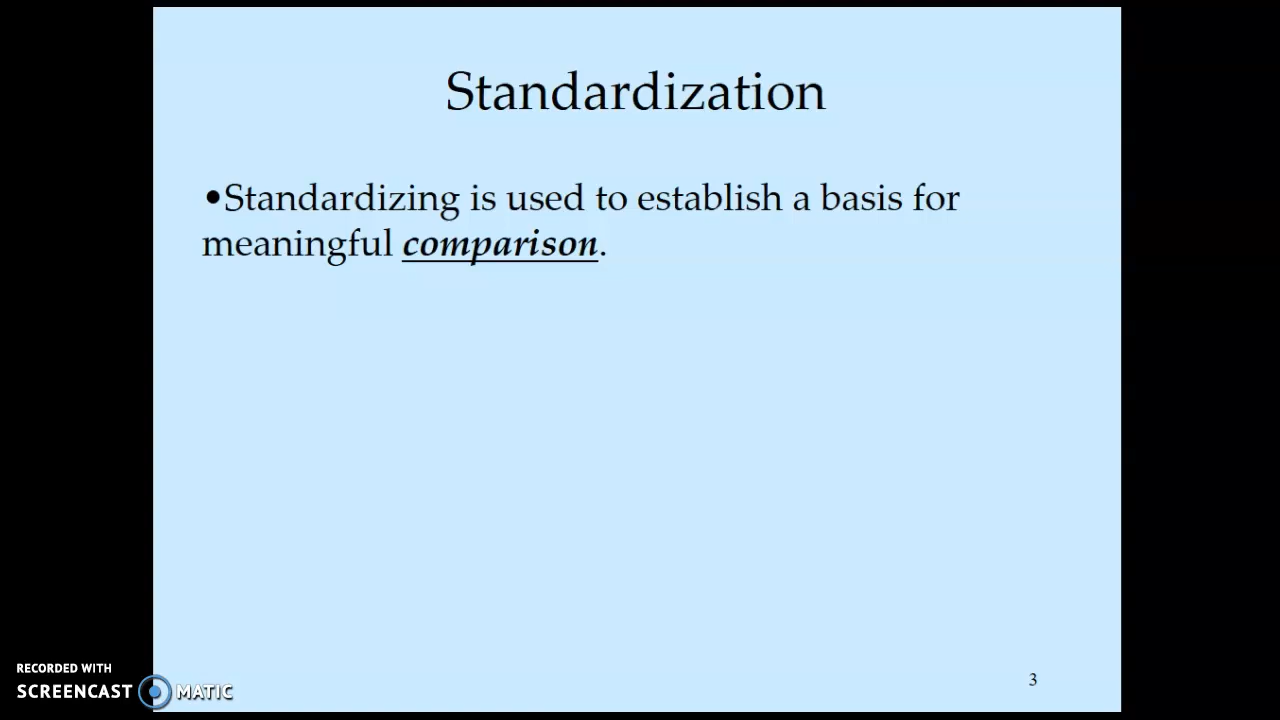 Standardization
•Standardizing is used to establish a basis for
meaningful comparison.
3
RECORDED WITH
SCREENCAST MATIC